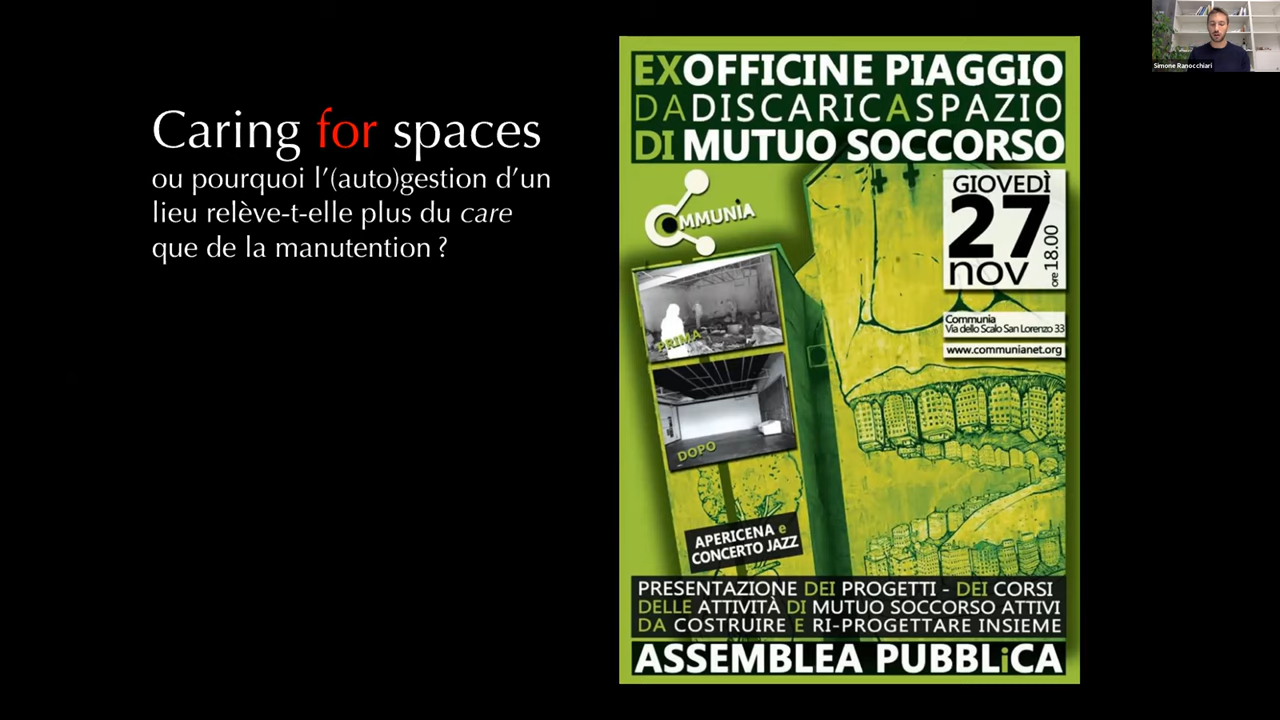 Caring for spaces
ou pourquoi l'(auto)gestion d'un
lieu relève-t-elle plus du care
que de la manutention ?
EXOFFICINE PIAGGIO
DADISCARICASPAZIO
DI MUTUO SOCCORSO
COMMUNIA
GIOVEDÌ
27
nov
ore 18.00
Communia
Via dello Scalo San Lorenzo 33
www.communianet.org
PRIMA
DOPO
APERICENA e
CONCERTO JAZZ
PRESENTAZIONE DEI PROGETTI - DEI CORSI
DELLE ATTIVITÀ DI MUTUO SOCCORSO ATTIVI
DA COSTRUIRE E RI-PROGETTARE INSIEME
ASSEMBLEA PUBBLiCA
Simone Ranocchiari